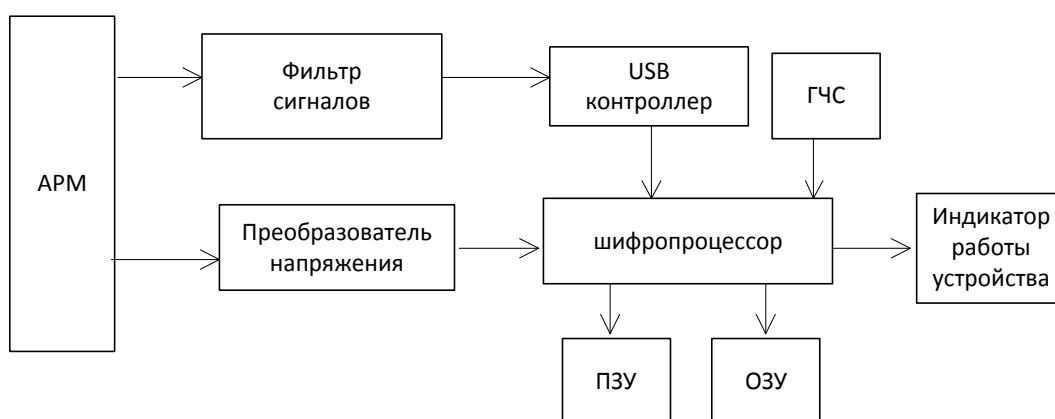 АРМ
Фильтр
сигналов
USB
контроллер
ГЧС
Преобразователь
напряжения
шифропроцессор
Индикатор
работы
устройства
ПЗУ
ОЗУ